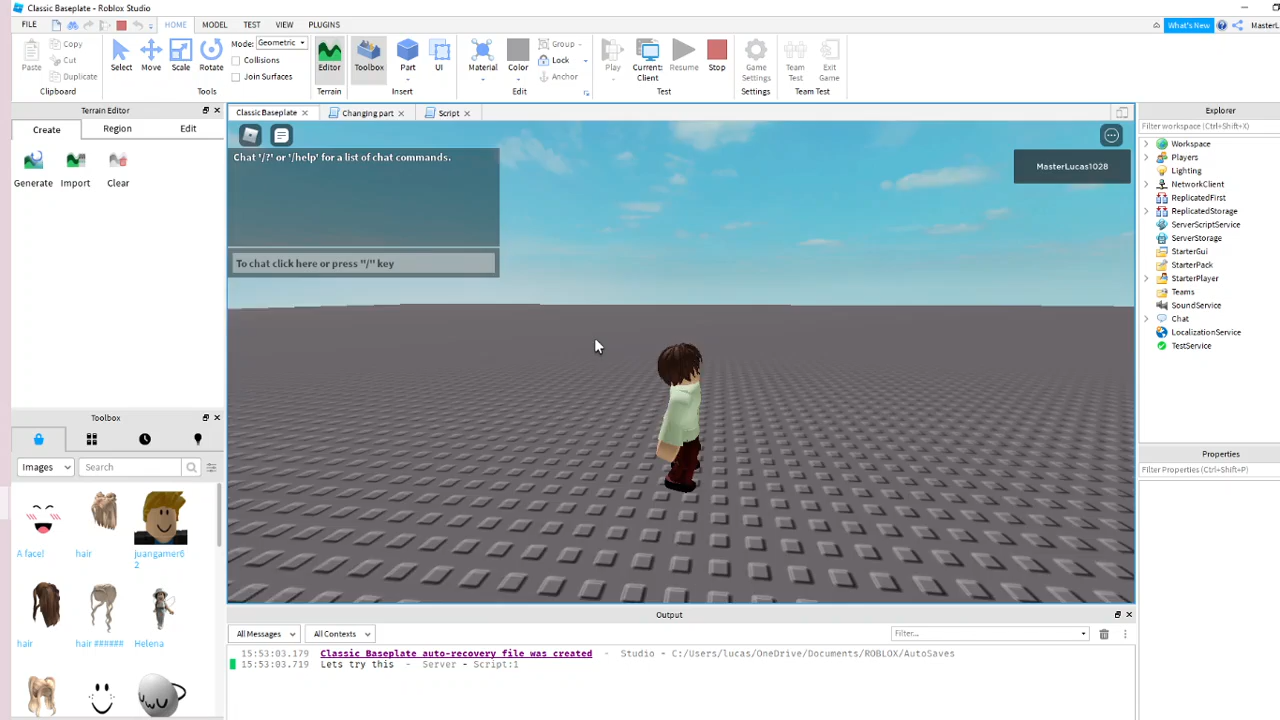 Classic Baseplate - Roblox Studio
FILE HOME MODEL TEST VIEW PLUGINS What's New MasterL
Paste Copy Cut Duplicate Select Move Scale Rotate Mode: Geometric Collisions Join Surfaces Editor Toolbox Part UI Material Color Group Lock Anchor Play Current: Client Resume Stop Game Settings Team Test Exit Game
Clipboard Tools Terrain Insert Edit Test Settings Team Test
Terrain Editor
Create Region Edit
Generate Import Clear
Classic Baseplate Changing part Script
Chat '/?' or '/help' for a list of chat commands.
To chat click here or press "/" key
MasterLucas1028
Explorer
Filter workspace (Ctrl+Shift+X)
Workspace
Players
Lighting
NetworkClient
ReplicatedFirst
ReplicatedStorage
ServerScriptService
ServerStorage
StarterGui
StarterPack
StarterPlayer
Teams
SoundService
Chat
LocalizationService
TestService
Properties
Filter Properties (Ctrl+Shift+P)
Toolbox
Images Search
A face! hair juangamer6
2
hair hair ###### Helena
UwU
Output
All Messages All Contexts Filter...
15:53:03.179 Classic Baseplate auto-recovery file was created - Studio - C:/Users/lucas/OneDrive/Documents/ROBLOX/AutoSaves
15:53:03.719 Lets try this - Server - Script:1